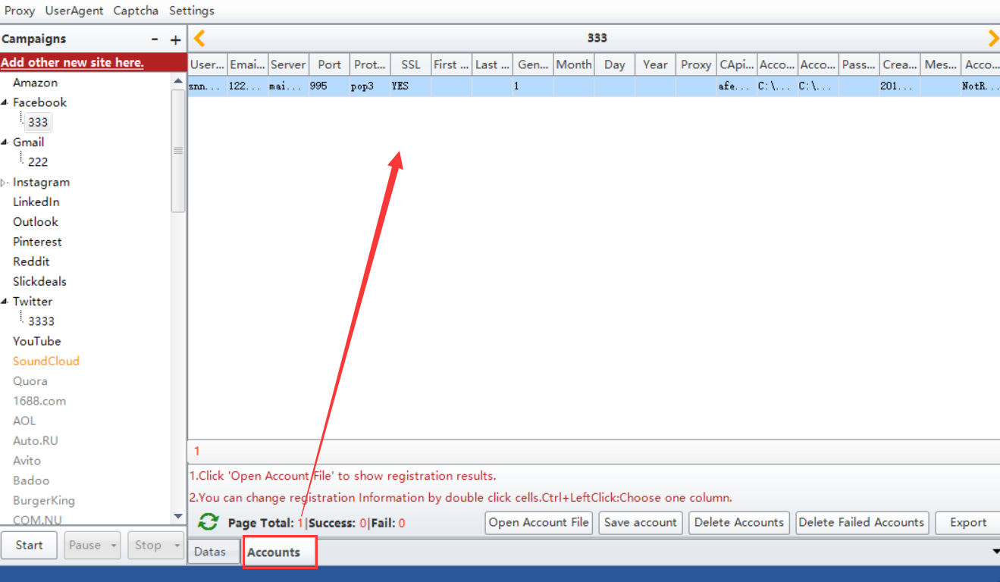 Proxy UserAgent Captcha Settings
Campaigns - +
333
Add other new site here.
User... Emai... Server Port Prot... SSL First ... Last ... Gen... Month Day Year Proxy CApi... Acco... Acco... Pass... Crea... Mes... Acco...
snn... 122... mai... 995 pop3 YES 1 afe... C:\... C:\... 201... NotR...
Amazon
Facebook
333
Gmail
222
Instagram
LinkedIn
Outlook
Pinterest
Reddit
Slickdeals
Twitter
3333
YouTube
SoundCloud
Quora
1688.com
AOL
Auto.RU
Avito
Badoo
BurgerKing
COM.NU
1
1.Click 'Open Account File' to show registration results.
2.You can change registration Information by double click cells.Ctrl+LeftClick:Choose one column.
Page Total: 1|Success: 0|Fail: 0
Open Account File Save account Delete Accounts Delete Failed Accounts Export
Start Pause Stop
Datas Accounts